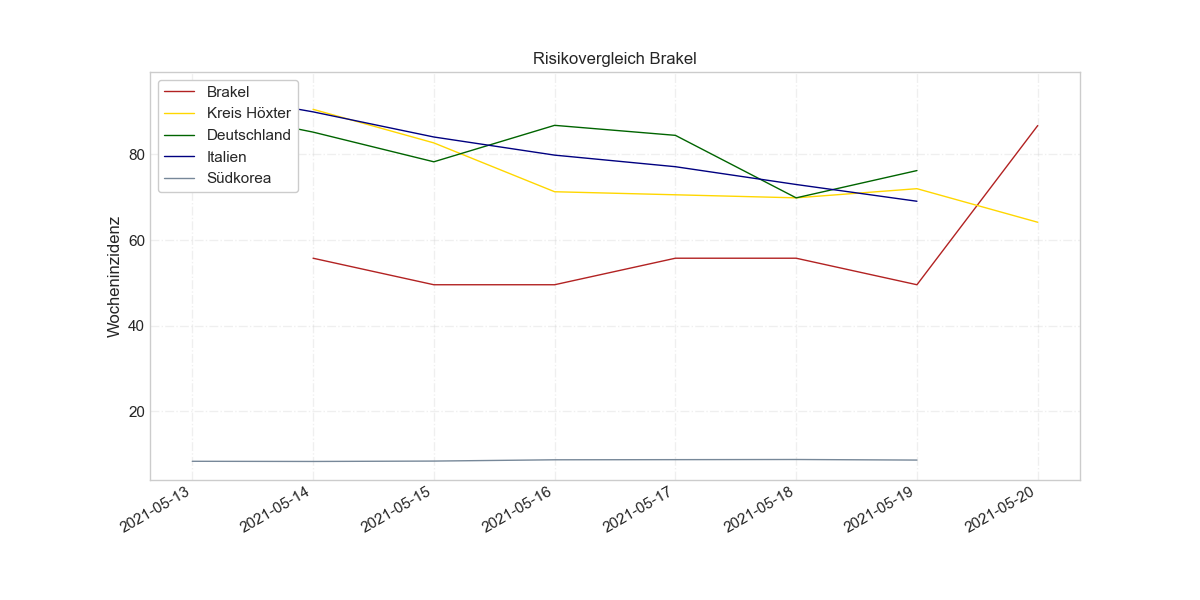 Risikovergleich Brakel
Brakel
Kreis Höxter
Deutschland
Italien
Südkorea
Wocheninzidenz
80
60
40
20
2021-05-13
2021-05-14
2021-05-15
2021-05-16
2021-05-17
2021-05-18
2021-05-19
2021-05-20